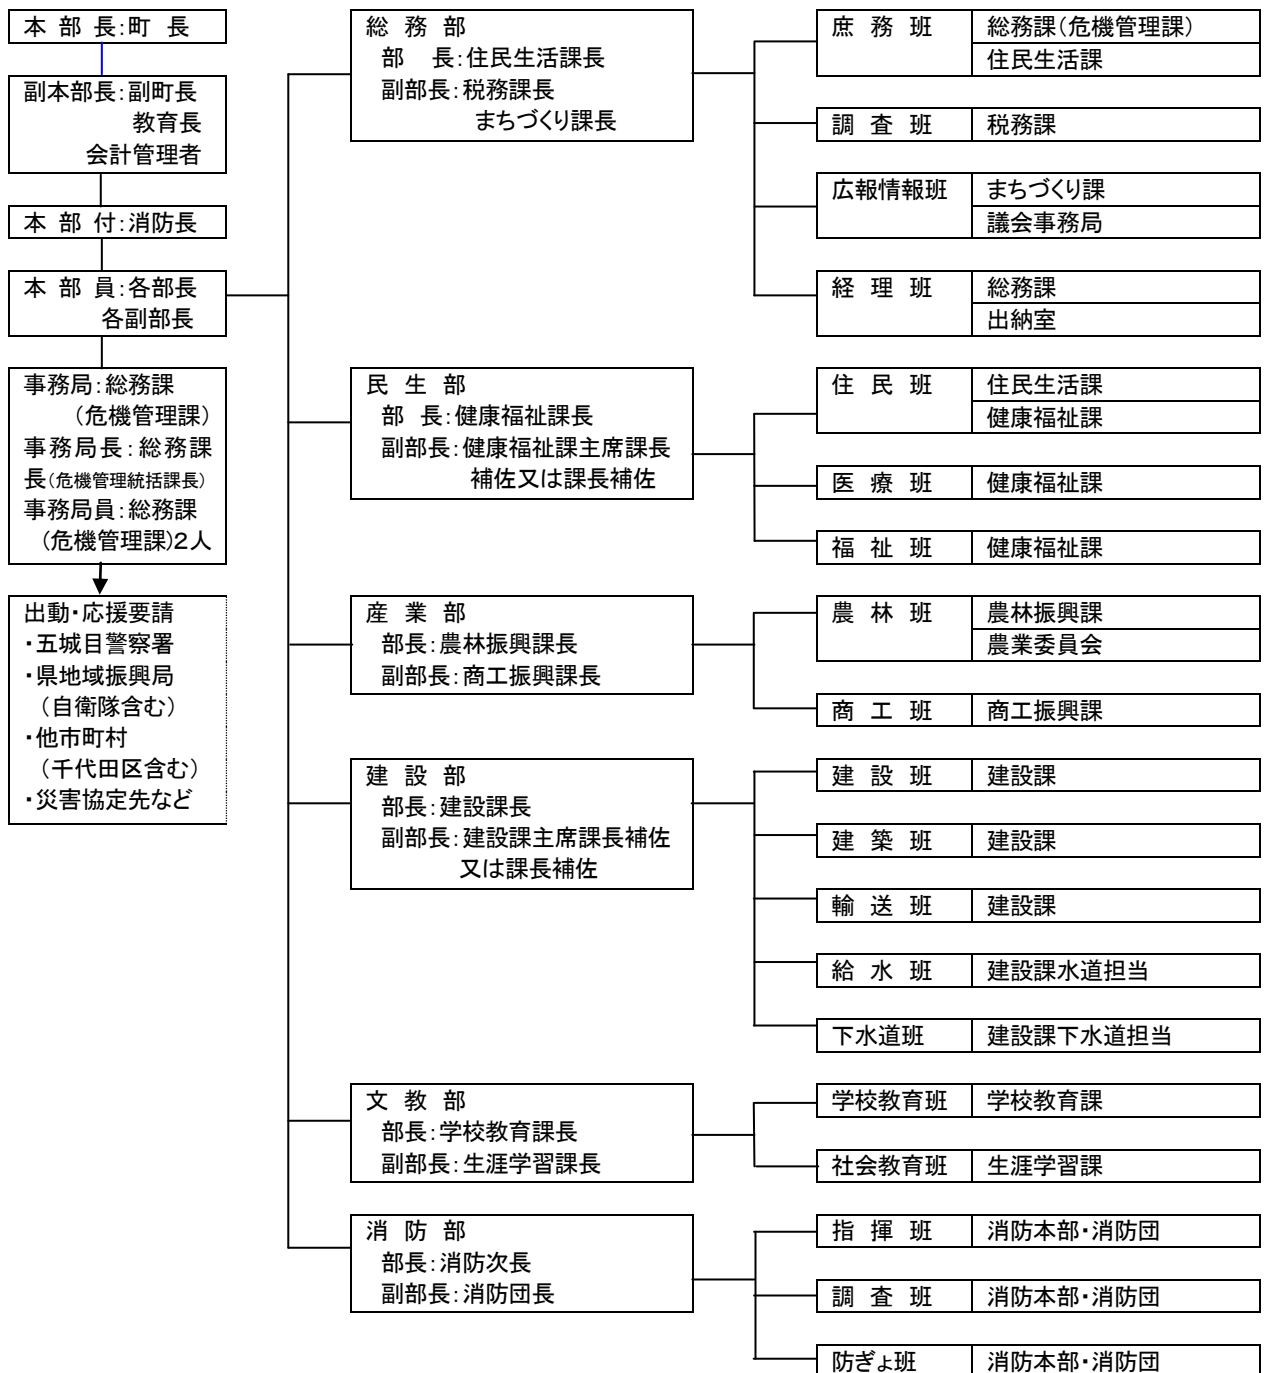 本 部 長：町 長
副本部長：副町長
教育長
会計管理者
本 部 付：消防長
本 部 員：各部長
各副部長
事務局：総務課
（危機管理課）
事務局長：総務課
長（危機管理統括課長）
事務局員：総務課
（危機管理課）２人
出動・応援要請
・五城目警察署
・県地域振興局
（自衛隊含む）
・他市町村
（千代田区含む）
・災害協定先など
総 務 部
部 長：住民生活課長
副部長：税務課長
まちづくり課長
庶 務 班 総務課（危機管理課）
住民生活課
調 査 班 税務課
広報情報班 まちづくり課
議会事務局
経 理 班 総務課
出納室
民 生 部
部 長：健康福祉課長
副部長：健康福祉課主席課長
補佐又は課長補佐
住 民 班 住民生活課
健康福祉課
医 療 班 健康福祉課
福 祉 班 健康福祉課
産 業 部
部長：農林振興課長
副部長：商工振興課長
農 林 班 農林振興課
農業委員会
商 工 班 商工振興課
建 設 部
部長：建設課長
副部長：建設課主席課長補佐
又は課長補佐
建 設 班 建設課
建 築 班 建設課
輸 送 班 建設課
給 水 班 建設課水道担当
下水道班 建設課下水道担当
文 教 部
部長：学校教育課長
副部長：生涯学習課長
学校教育班 学校教育課
社会教育班 生涯学習課
消 防 部
部長：消防次長
副部長：消防団長
指 揮 班 消防本部・消防団
調 査 班 消防本部・消防団
防ぎょ班 消防本部・消防団